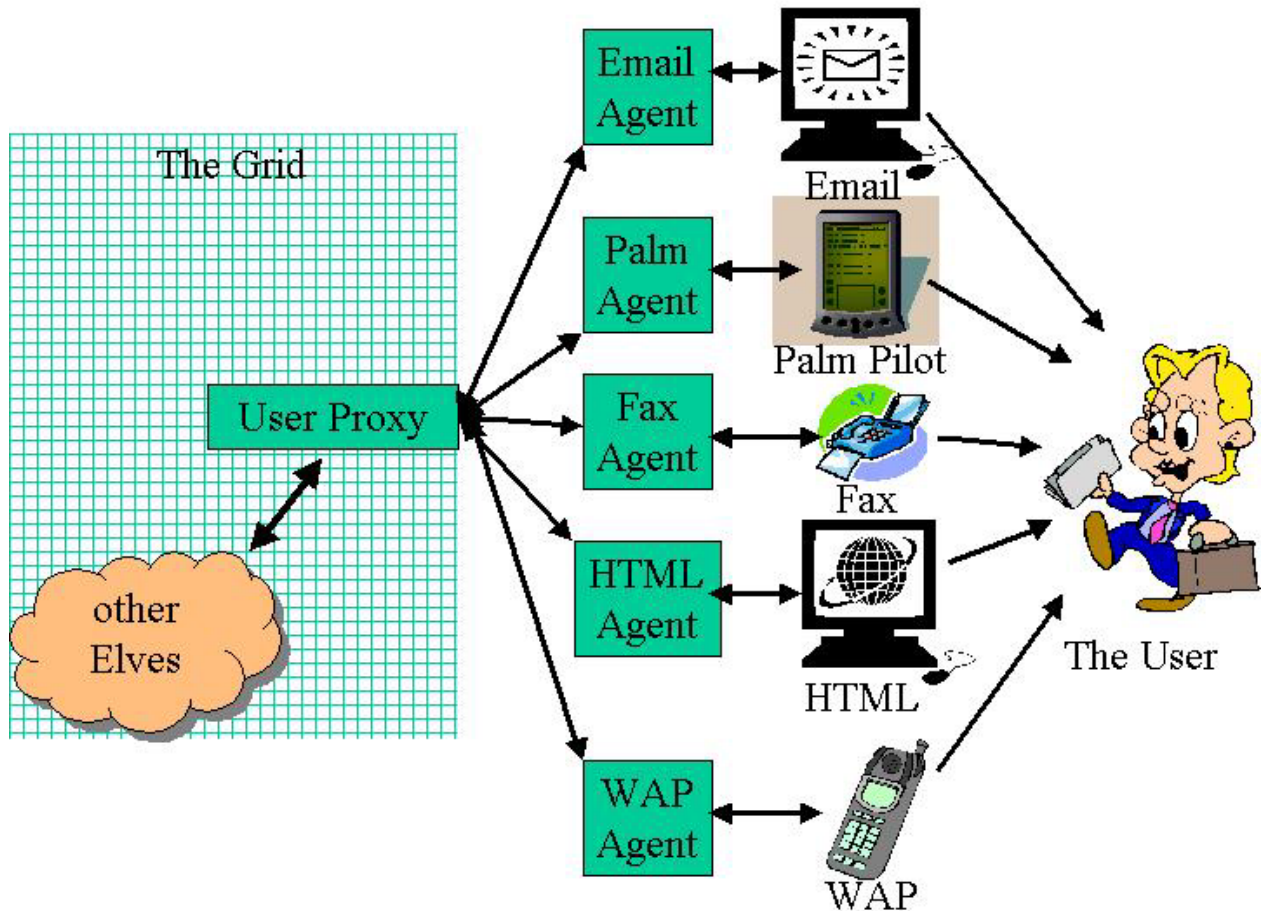 The Grid
User Proxy
other
Elves
Email
Agent
Email
Palm
Agent
Palm Pilot
Fax
Agent
Fax
HTML
Agent
HTML
WAP
Agent
WAP
The User